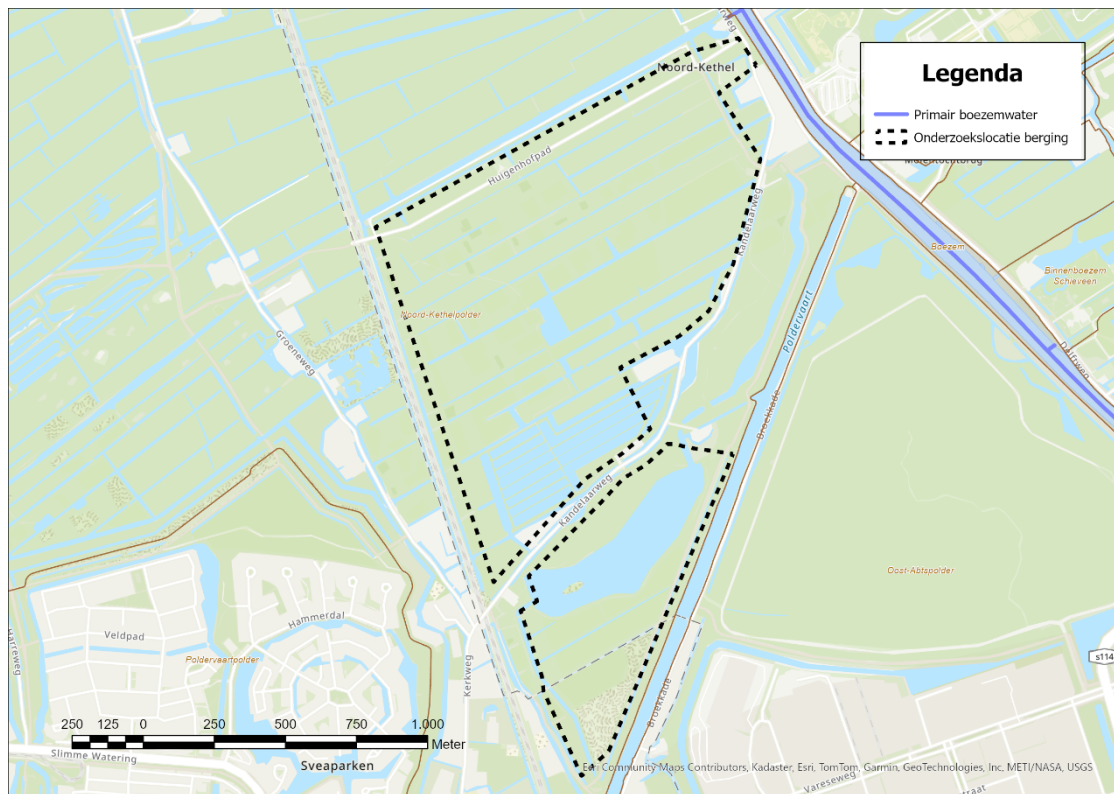 Legenda
Primair boezemwater
Onderzoekslocatie berging
Noord-Kethel
Huigenhofpad
Kandelaarweg
Boezem
Binnenboezem
Schieveen
Poldervaart
Noord-Kethelpolder
Groeneweg
Delftweg
Broekkade
Kandelaarweg
Oost-Abtspolder
Hammerdal
Veldpad
Harreweg
Poldervaartpolder
Kerkweg
s114
Broekkade
250 125 0 250 500 750 1.000
Meter
Slimme Watering
Sveaparken
Esri Community Maps Contributors, Kadaster, Esri, TomTom, Garmin, GeoTechnologies, Inc, METI/NASA, USGS
Vareseweg